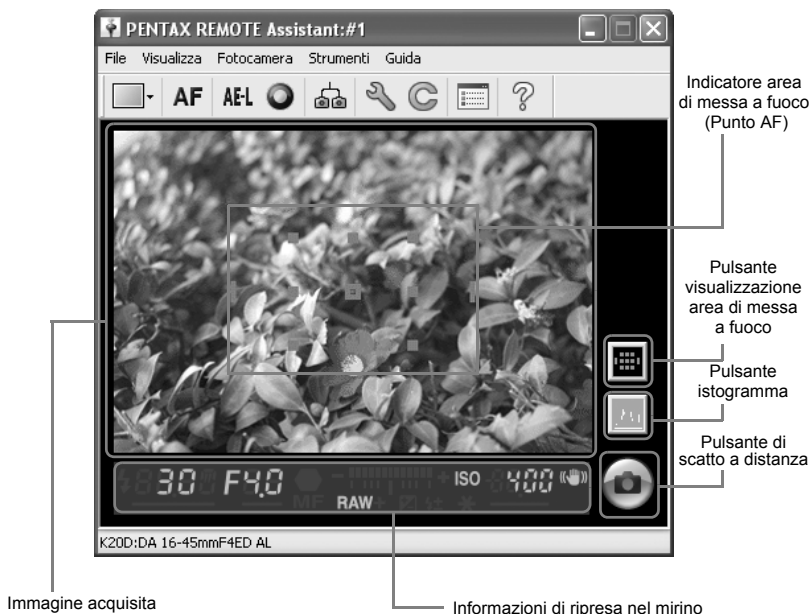 PENTAX REMOTE Assistant:#1
File Visualizza Fotocamera Strumenti Guida
AF AE-L
Indicatore area
di messa a fuoco
(Punto AF)
Pulsante
visualizzazione
area di messa
a fuoco
Pulsante
istogramma
Pulsante di
scatto a distanza
30 F4.0 ISO 400
MF RAW
K20D:DA 16-45mmF4ED AL
Immagine acquisita
Informazioni di ripresa nel mirino